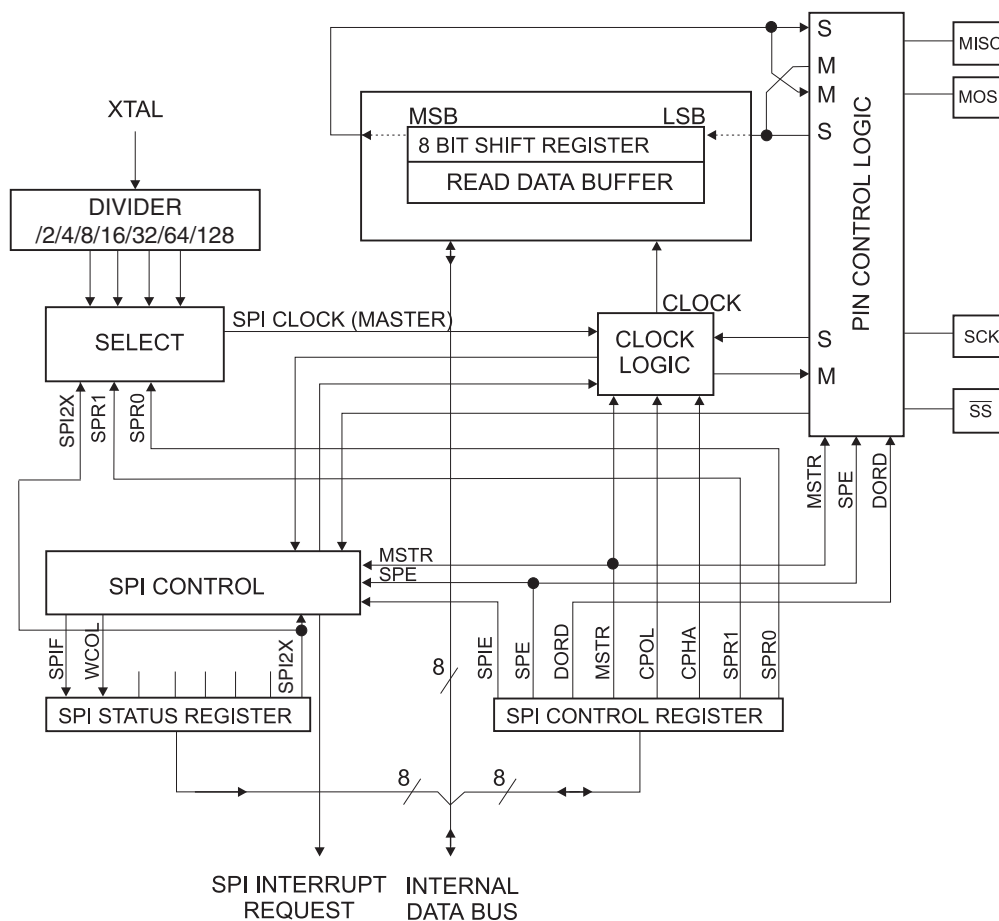 S
MISO
M
MSB
LSB
M
MOSI
XTAL
S
8 BIT SHIFT REGISTER
READ DATA BUFFER
DIVIDER
/2/4/8/16/32/64/128
PIN CONTROL LOGIC
CLOCK
SPI CLOCK (MASTER)
SELECT
CLOCK
LOGIC
S
SCK
M
SPI2X
SPR1
SPR0
SS
MSTR
SPE
DORD
MSTR
SPE
SPI CONTROL
SPIF
WCOL
SPI2X
SPIE
SPE
DORD
MSTR
CPOL
CPHA
SPR1
SPR0
8
SPI STATUS REGISTER
SPI CONTROL REGISTER
8
8
SPI INTERRUPT
REQUEST
INTERNAL
DATA BUS